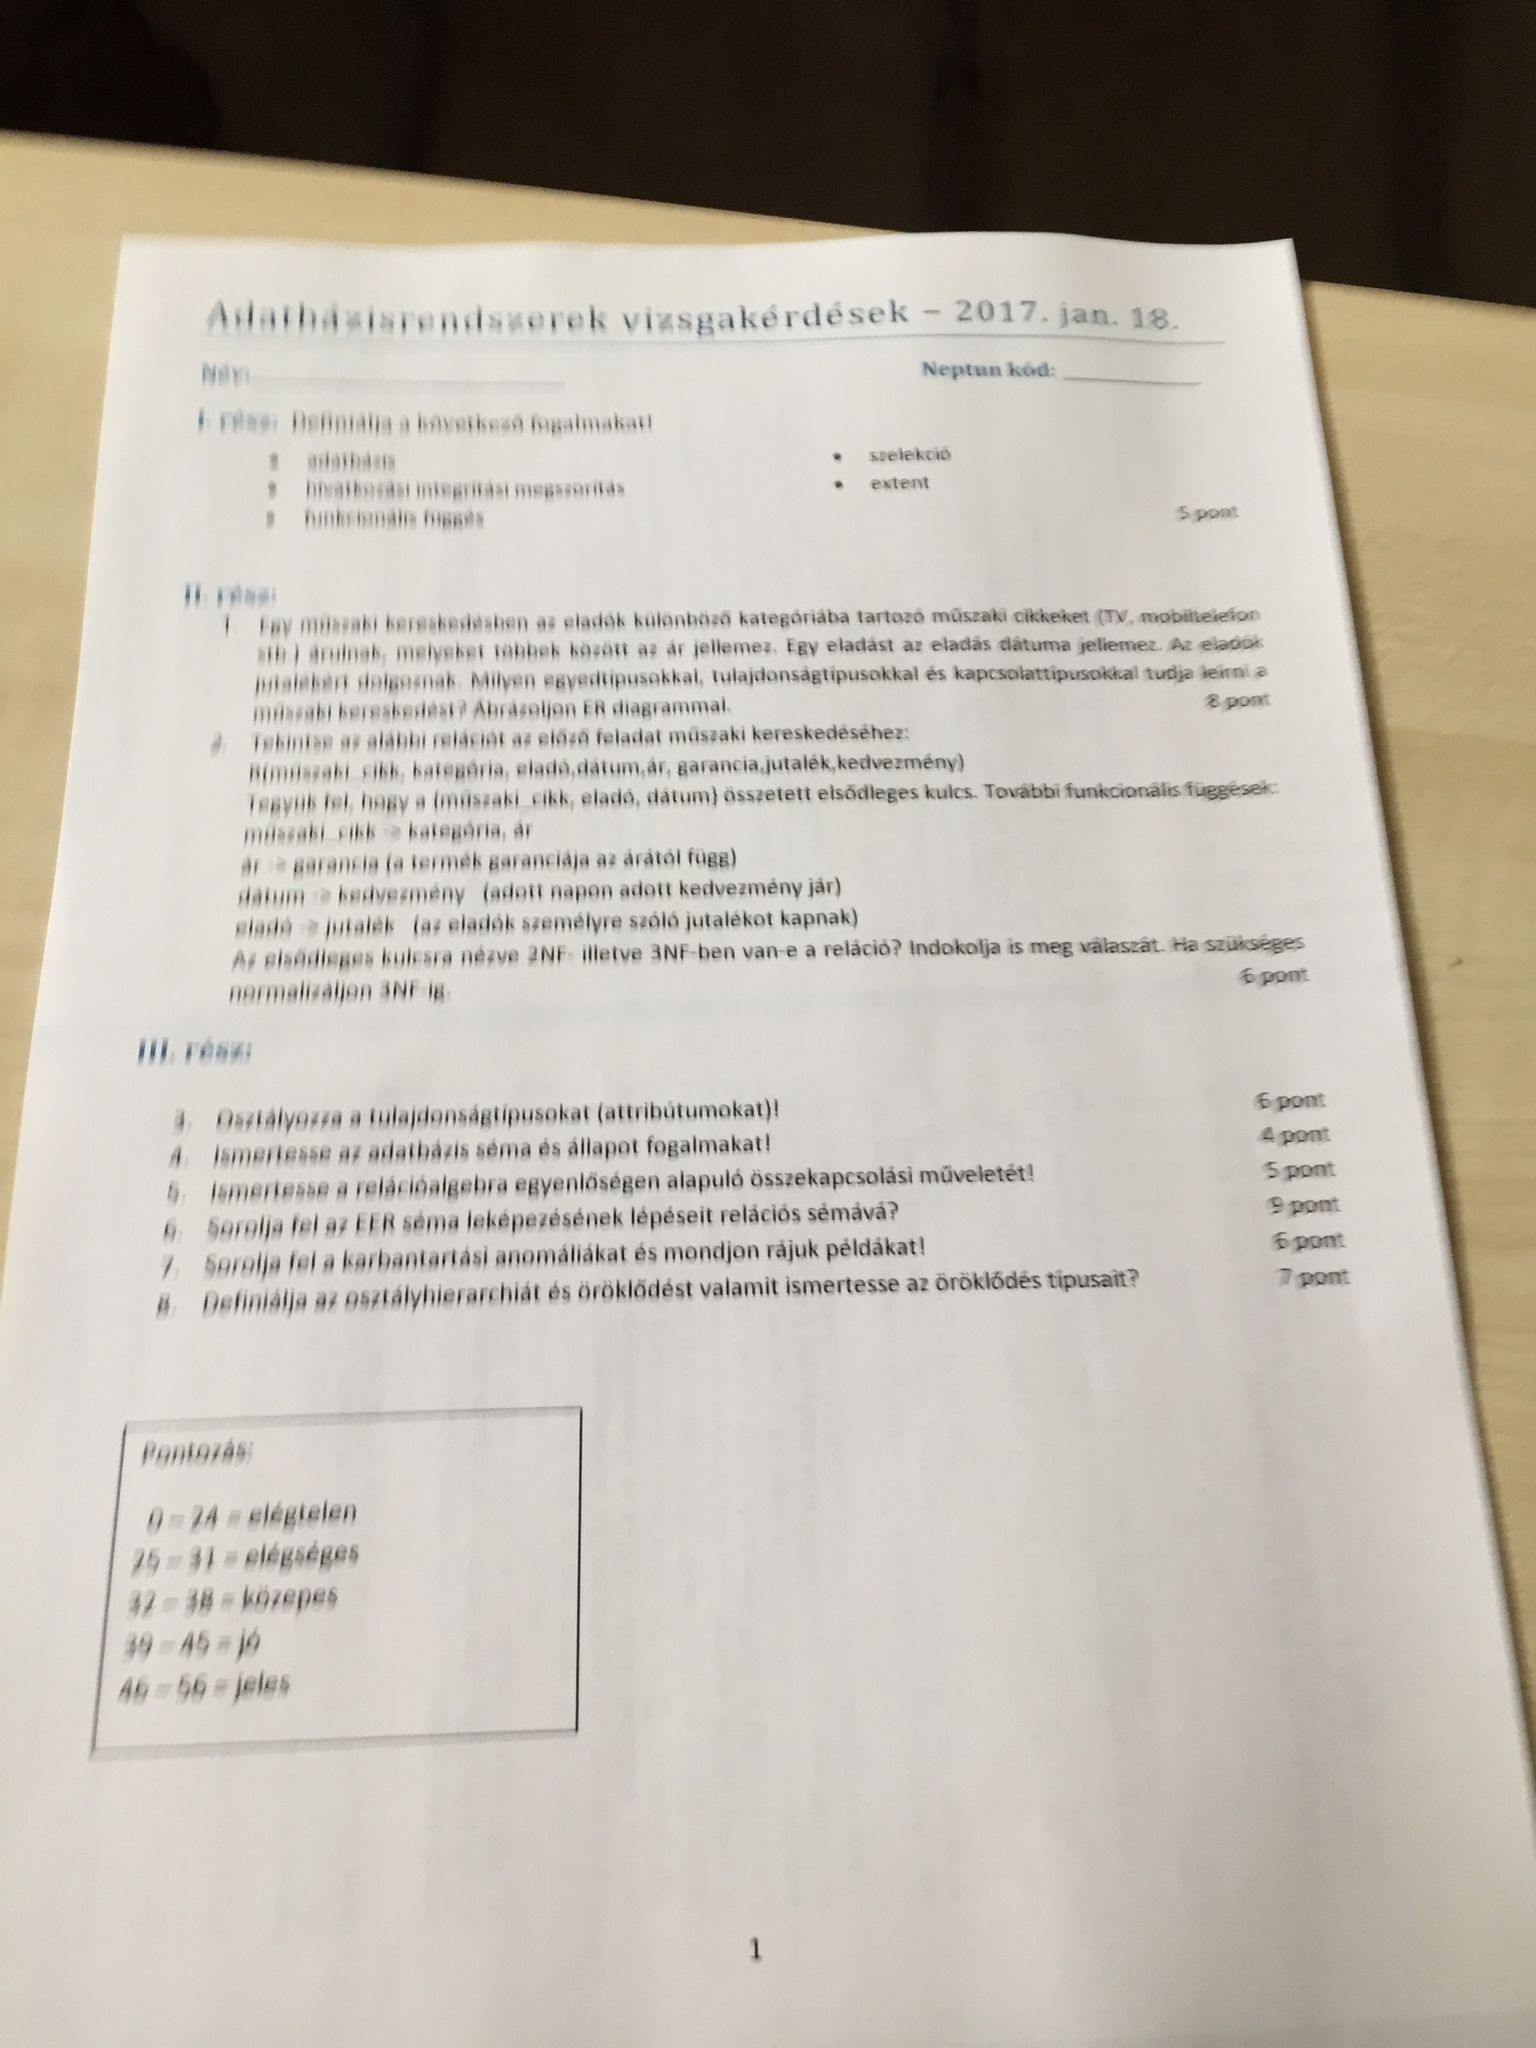 Adatbázisrendszerek vizsgakérdések – 2017. jan. 18.
Név: Neptun kód:
I. rész: Definiálja a következő fogalmakat!
• adatbázis
• hivatkozási integritási megszorítás
• funkcionális függés
• szelekció
• extent
5 pont
II. rész:
1. Egy műszaki kereskedésben az eladók különböző kategóriába tartozó műszaki cikkeket (TV, mobiltelefon
stb.) árulnak, melyeket többek között az ár jellemez. Egy eladást az eladás dátuma jellemez. Az eladók
jutalékért dolgoznak. Milyen egyedtípusokkal, tulajdonságtípusokkal és kapcsolattípusokkal tudja leírni a
műszaki kereskedést? Ábrázoljon ER diagrammal. 8 pont
2. Tekintse az alábbi relációt az előző feladat műszaki kereskedéséhez:
R(műszaki_cikk, kategória, eladó,dátum,ár, garancia,jutalék,kedvezmény)
Tegyük fel, hogy a {műszaki_cikk, eladó, dátum} összetett elsődleges kulcs. További funkcionális függések:
műszaki_cikk -> kategória, ár
ár -> garancia (a termék garanciája az árától függ)
dátum -> kedvezmény (adott napon adott kedvezmény jár)
eladó -> jutalék (az eladók személyre szóló jutalékot kapnak)
Az elsődleges kulcsra nézve 2NF- illetve 3NF-ben van-e a reláció? Indokolja is meg válaszát. Ha szükséges
normalizáljon 3NF-ig. 6 pont
III. rész:
3. Osztályozza a tulajdonságtípusokat (attribútumokat)! 6 pont
4. Ismertesse az adatbázis séma és állapot fogalmakat! 4 pont
5. Ismertesse a relációalgebra egyenlőségen alapuló összekapcsolási műveletét! 5 pont
6. Sorolja fel az EER séma leképezésének lépéseit relációs sémává? 9 pont
7. Sorolja fel a karbantartási anomáliákat és mondjon rájuk példákat! 6 pont
8. Definiálja az osztályhierarchiát és öröklődést valamit ismertesse az öröklődés típusait? 7 pont
Pontozás:
0 – 24 = elégtelen
25 – 31 = elégséges
32 – 38 = közepes
39 – 45 = jó
46 – 56 = jeles
1